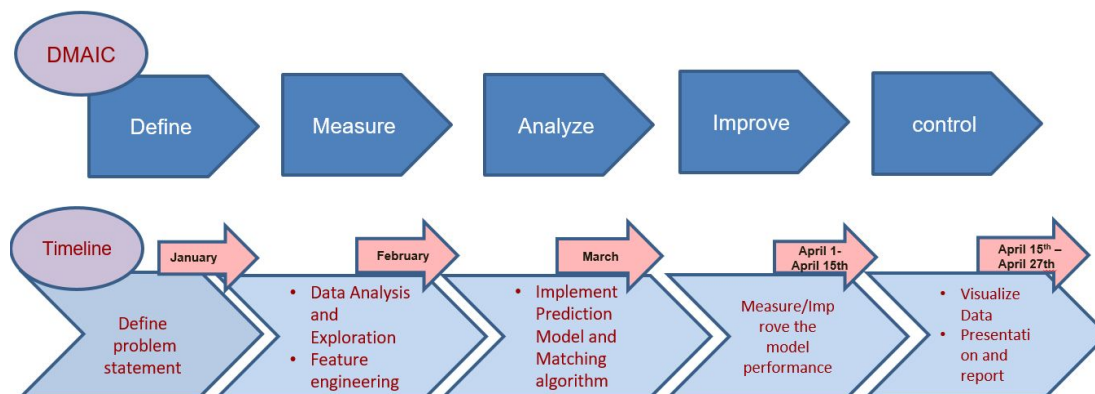 DMAIC
Define
Measure
Analyze
Improve
control
Timeline
January
February
March
April 1-
April 15th
April 15th –
April 27th
Define
problem
statement
• Data Analysis
and
Exploration
• Feature
engineering
• Implement
Prediction
Model and
Matching
algorithm
Measure/Imp
rove the
model
performance
• Visualize
Data
• Presentati
on and
report